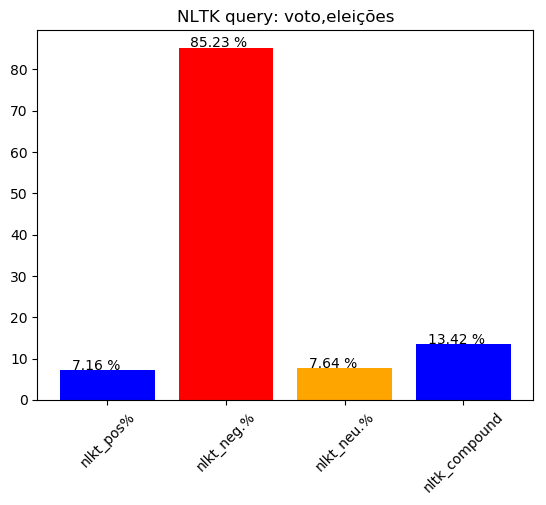 NLTK query: voto,eleições
85.23 %
80
70
60
50
40
30
20
13.42 %
10
7.16 %
7.64 %
0
nlkt_pos%
nlkt_neg.%
nlkt_neu.%
nltk_compound